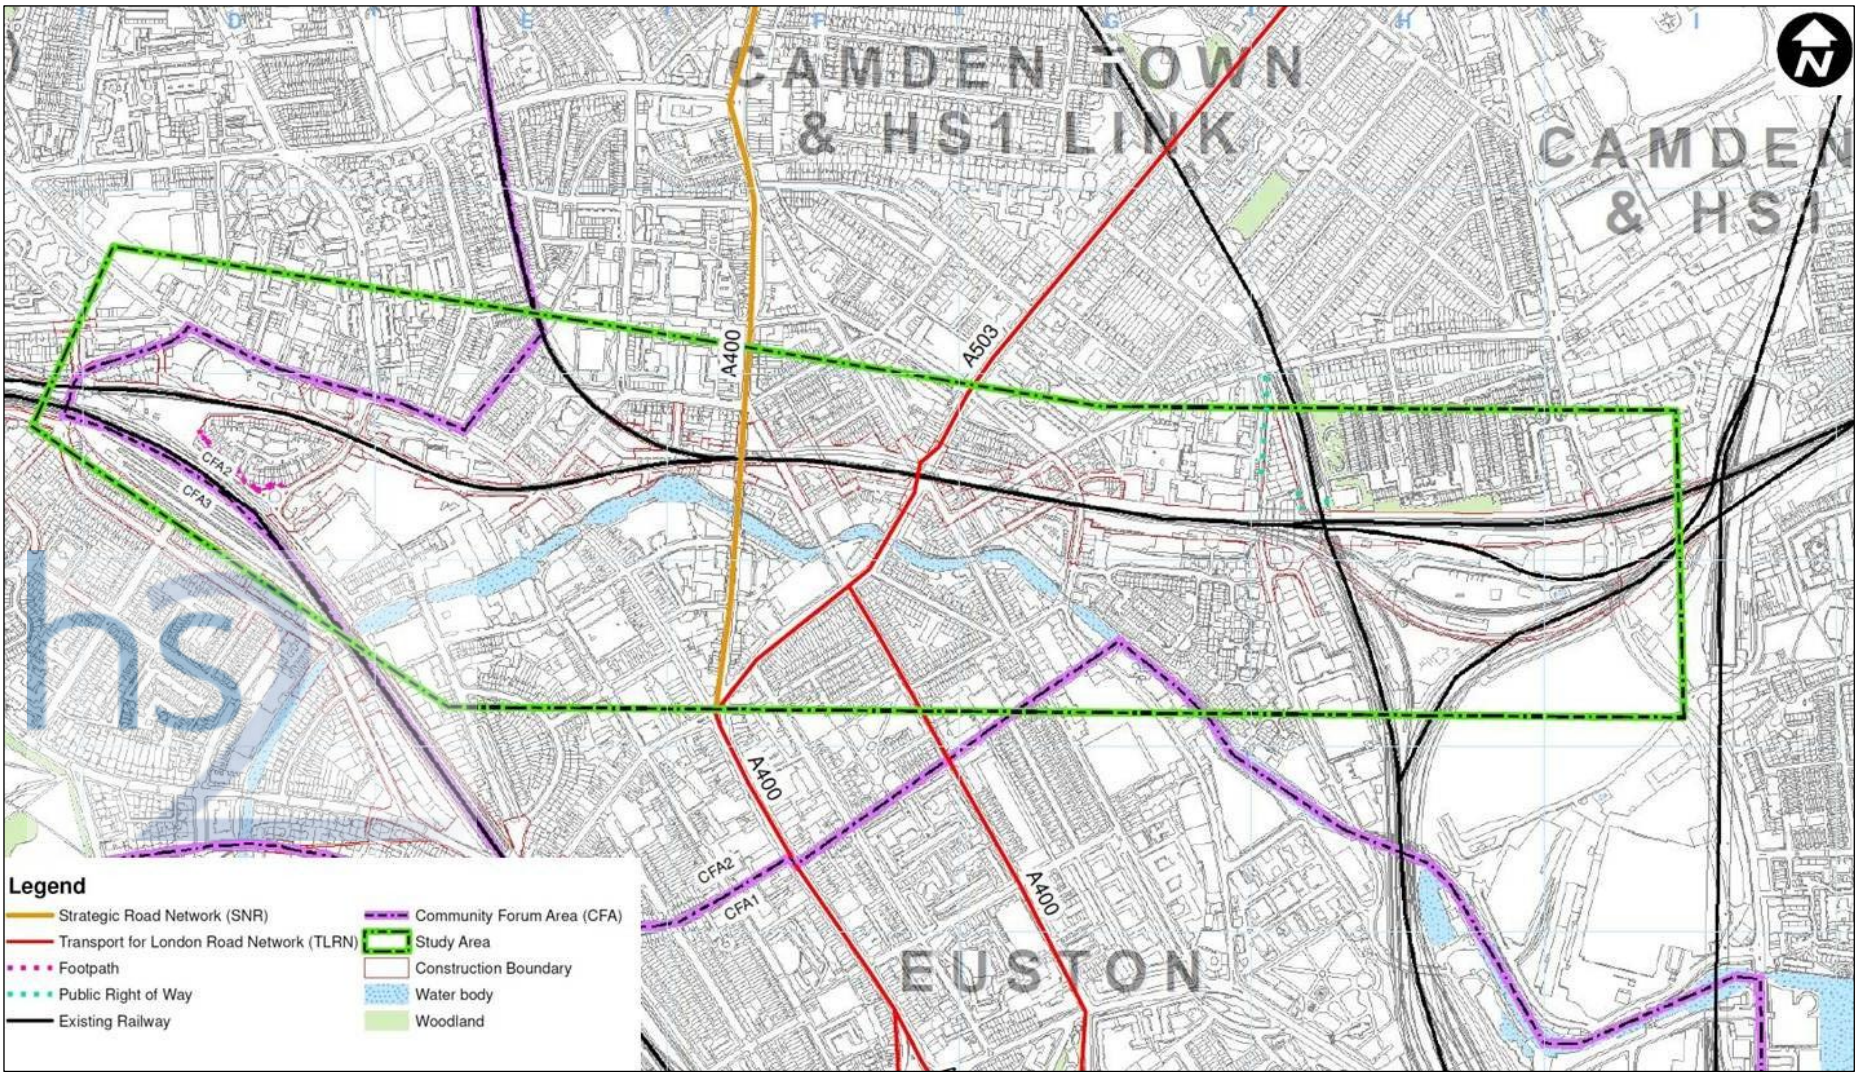 D
E
F
G
H
I
CAMDEN TOWN
& HS1 LINK
CAMDEN
& HS1
N
A400
A503
CFA2
CFA3
hs2
A400
CFA2
CFA1
A400
EUSTON
Legend
Strategic Road Network (SNR)
Transport for London Road Network (TLRN)
Footpath
Public Right of Way
Existing Railway
Community Forum Area (CFA)
Study Area
Construction Boundary
Water body
Woodland